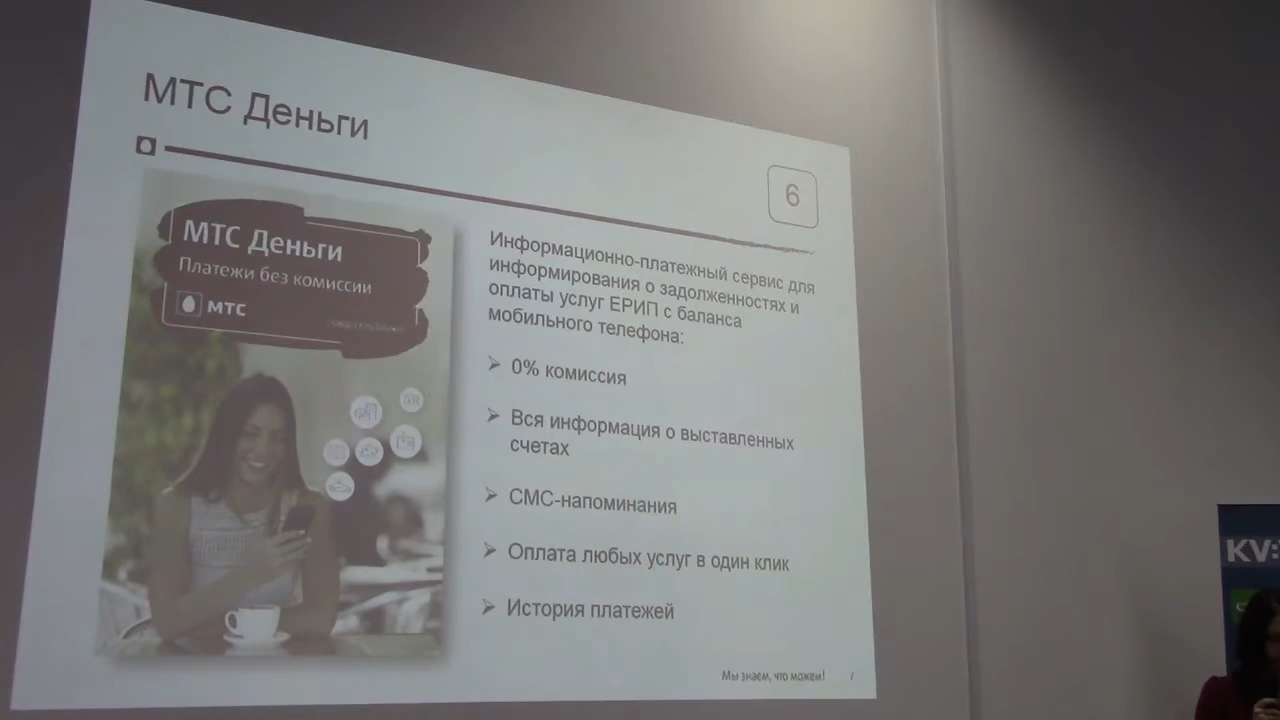 МТС Деньги
6
МТС Деньги
Платежи без комиссии
МТС
Информационно-платежный сервис для
информирования о задолженностях и
оплаты услуг ЕРИП с баланса
мобильного телефона:
0% комиссия
Вся информация о выставленных
счетах
СМС-напоминания
Оплата любых услуг в один клик
История платежей
Мы знаем, что можем!
KV: